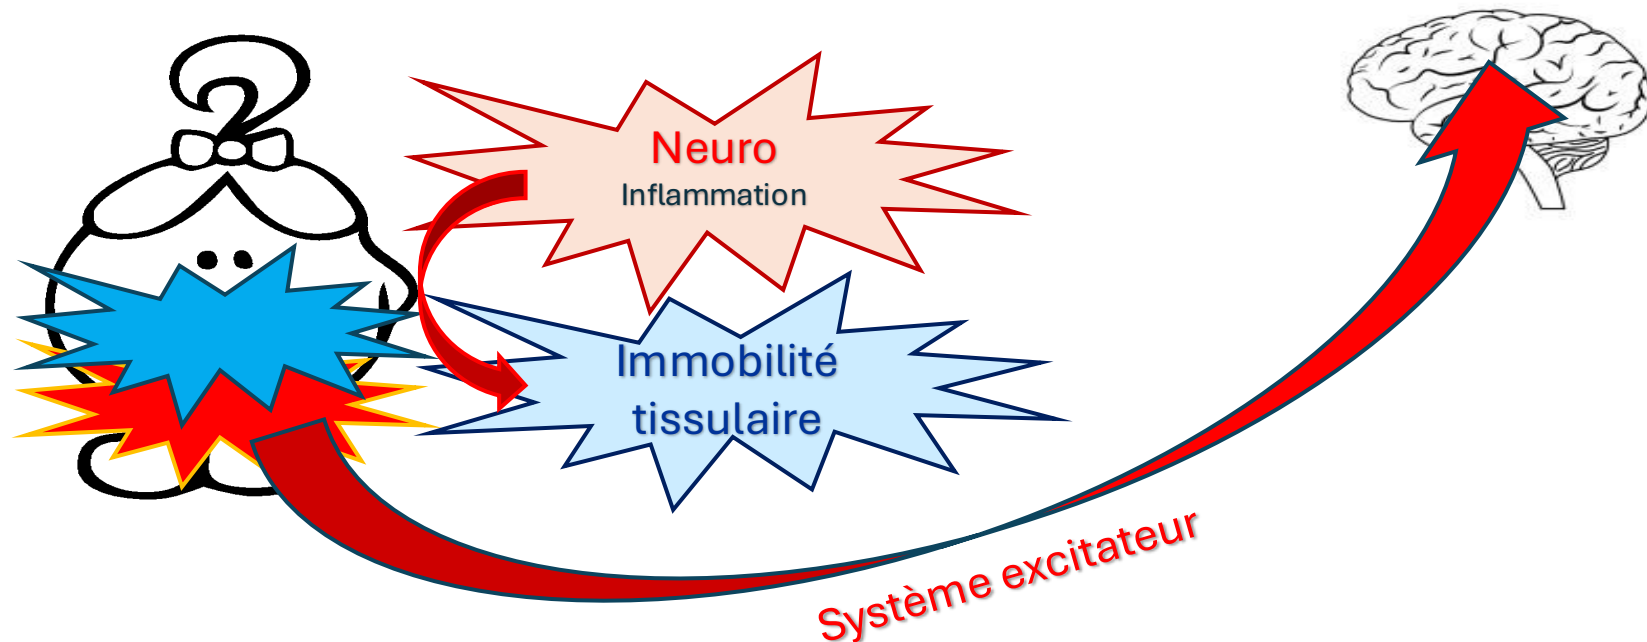 Neuro
Inflammation
Immobilité
tissulaire
Système excitateur